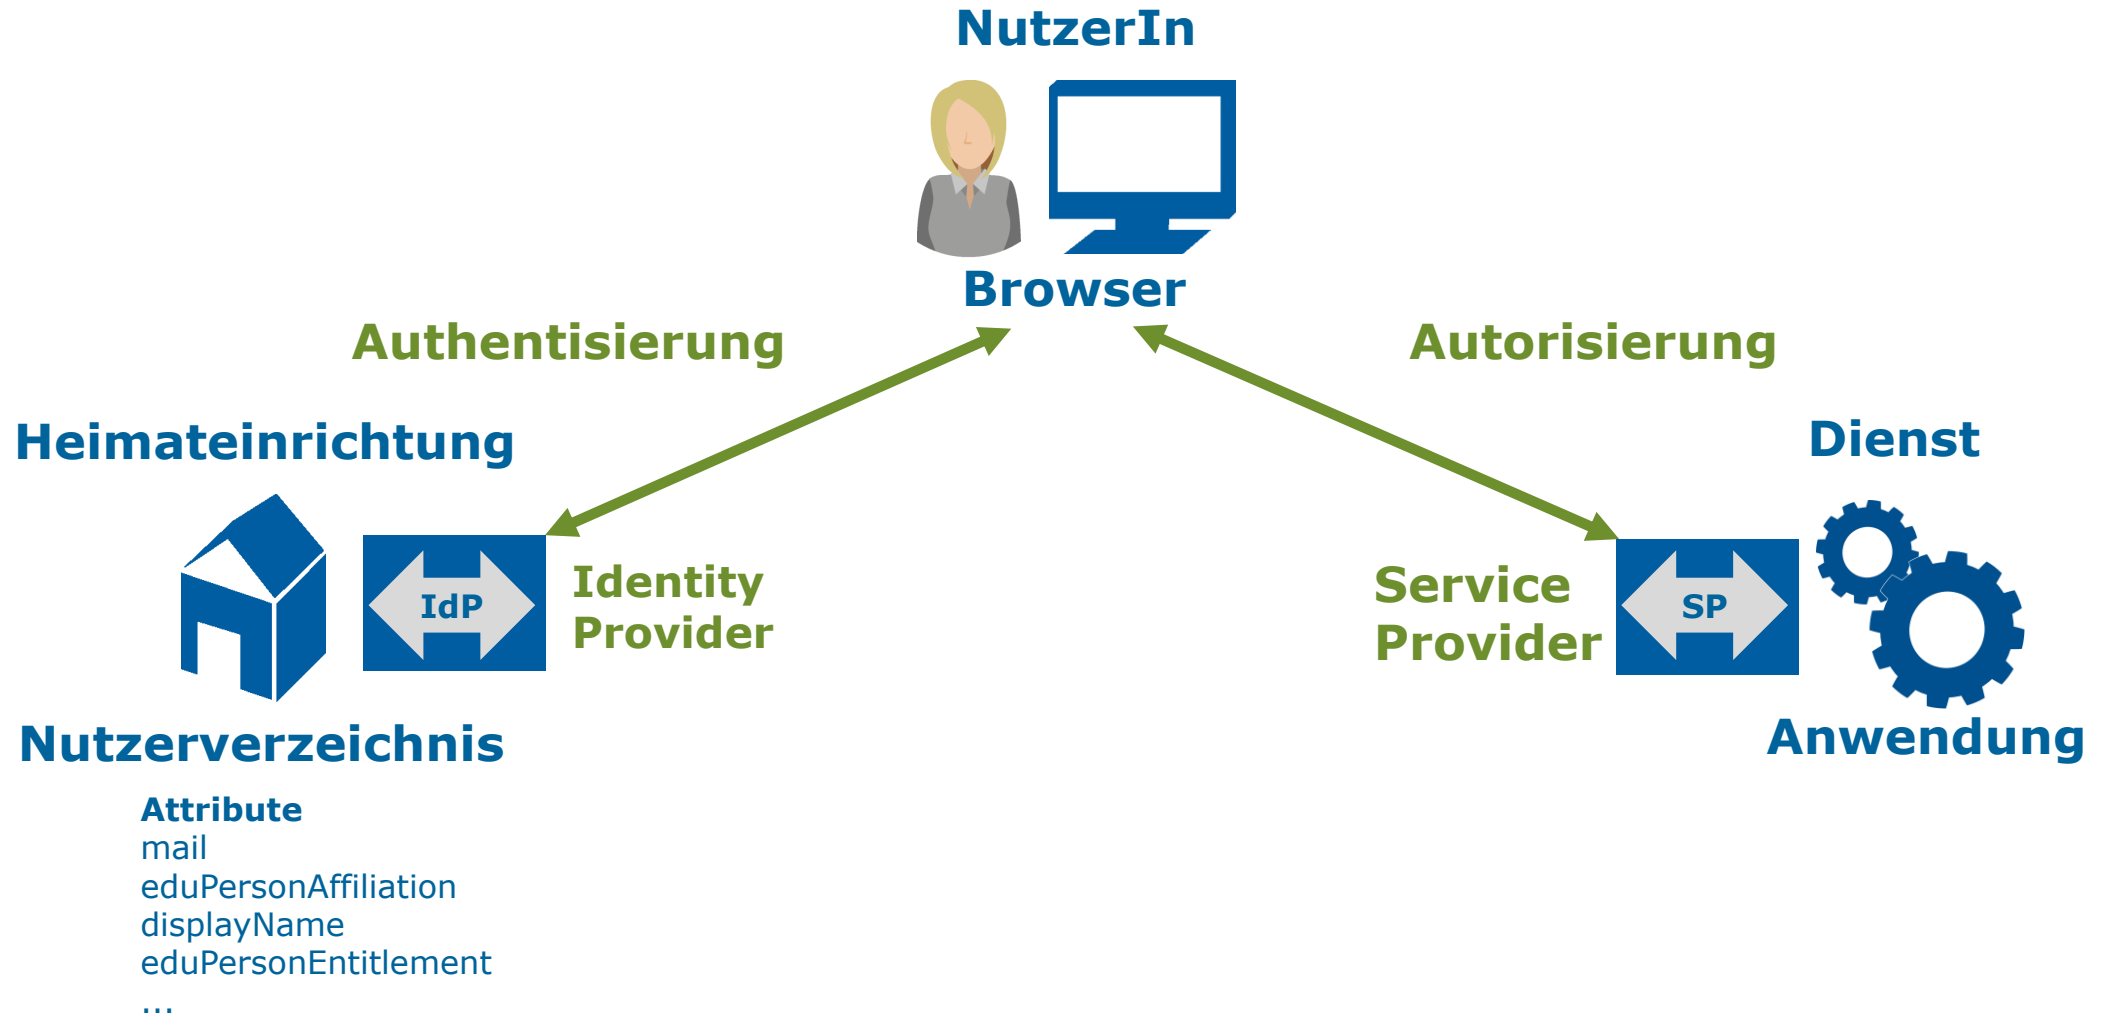 NutzerIn
Browser
Authentisierung
Autorisierung
Heimateinrichtung
Dienst
IdP
Identity
Provider
Service
Provider
SP
Nutzerverzeichnis
Anwendung
Attribute
mail
eduPersonAffiliation
displayName
eduPersonEntitlement
...